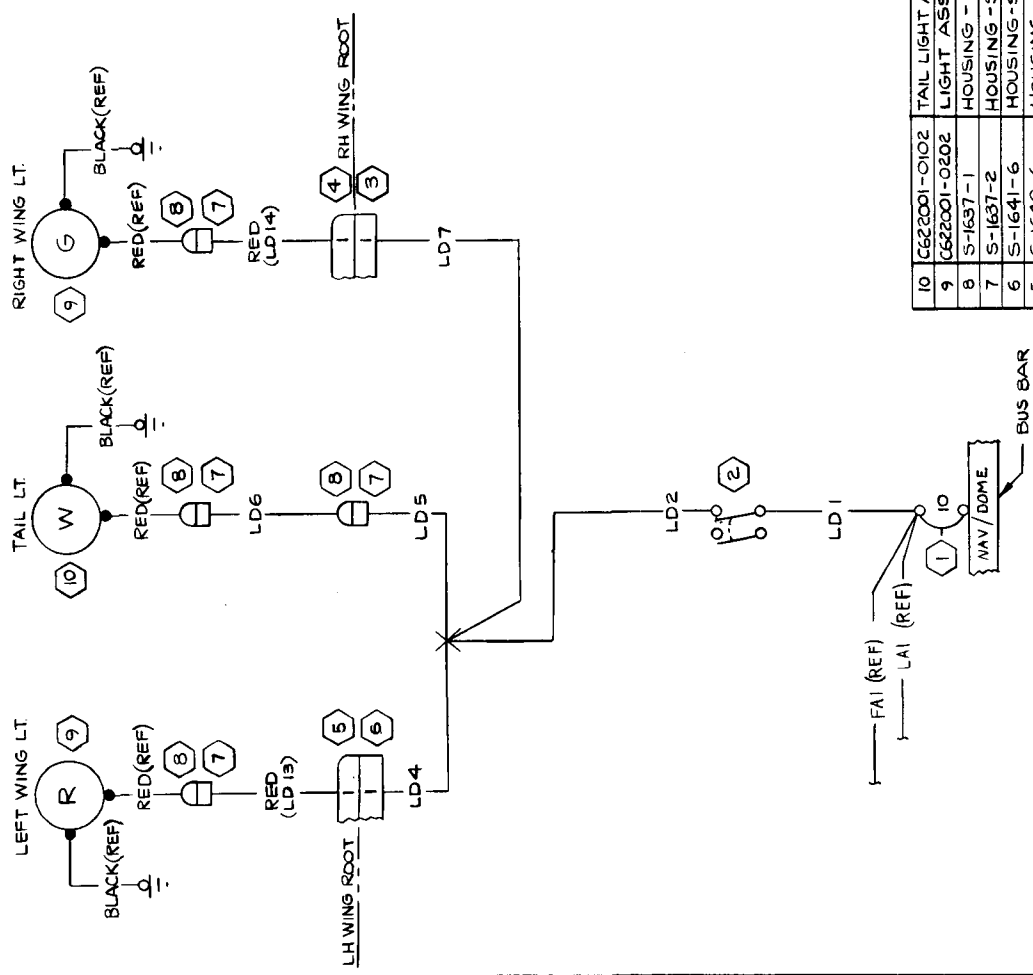 LEFT WING LT.
R
9
BLACK(REF)
RED(REF)
8
7
RED
(LD13)
LH WING ROOT
5
6
LD4
TAIL LT.
W
10
BLACK(REF)
RED(REF)
8
7
LD6
8
7
LD5
RIGHT WING LT.
G
9
BLACK(REF)
RED(REF)
8
7
RED
(LD14)
RH WING ROOT
4
3
LD7
LD2
2
LD1
FA1 (REF)
LA1 (REF)
1
10
NAV/DOME
BUS BAR
10 C622001-0102 TAIL LIGHT
9 C622001-0202 LIGHT
8 S-1637-1 HOUSING -
7 S-1637-2 HOUSING -
6 S-1641-6 HOUSING -